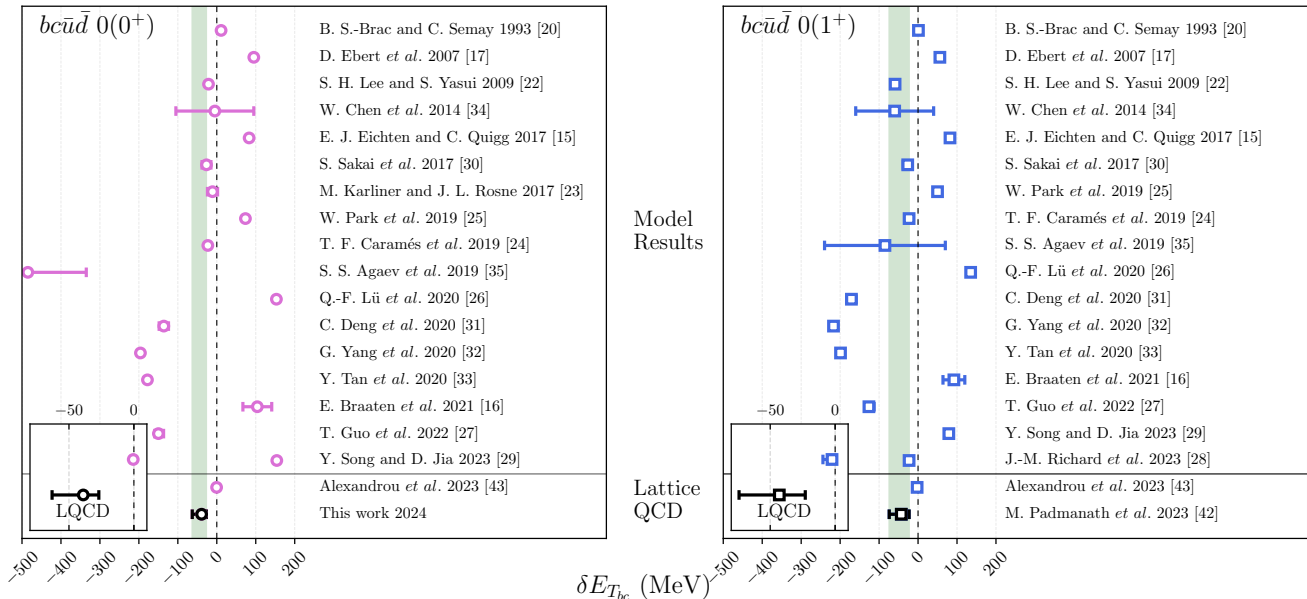 bcūd̄ 0(0⁺)
B. S.-Brac and C. Semay 1993 [20]
D. Ebert et al. 2007 [17]
S. H. Lee and S. Yasui 2009 [22]
W. Chen et al. 2014 [34]
E. J. Eichten and C. Quigg 2017 [15]
S. Sakai et al. 2017 [30]
M. Karliner and J. L. Rosne 2017 [23]
W. Park et al. 2019 [25]
T. F. Caramés et al. 2019 [24]
S. S. Agaev et al. 2019 [35]
Q.-F. Lü et al. 2020 [26]
C. Deng et al. 2020 [31]
G. Yang et al. 2020 [32]
Y. Tan et al. 2020 [33]
E. Braaten et al. 2021 [16]
T. Guo et al. 2022 [27]
Y. Song and D. Jia 2023 [29]
Alexandrou et al. 2023 [43]
This work 2024
−50 0
LQCD
−500 −400 −300 −200 −100 0 100 200
Model
Results
Lattice
QCD
δE_{T_{bc}} (MeV)
bcūd̄ 0(1⁺)
B. S.-Brac and C. Semay 1993 [20]
D. Ebert et al. 2007 [17]
S. H. Lee and S. Yasui 2009 [22]
W. Chen et al. 2014 [34]
E. J. Eichten and C. Quigg 2017 [15]
S. Sakai et al. 2017 [30]
W. Park et al. 2019 [25]
T. F. Caramés et al. 2019 [24]
S. S. Agaev et al. 2019 [35]
Q.-F. Lü et al. 2020 [26]
C. Deng et al. 2020 [31]
G. Yang et al. 2020 [32]
Y. Tan et al. 2020 [33]
E. Braaten et al. 2021 [16]
T. Guo et al. 2022 [27]
Y. Song and D. Jia 2023 [29]
J.-M. Richard et al. 2023 [28]
Alexandrou et al. 2023 [43]
M. Padmanath et al. 2023 [42]
−50 0
LQCD
−500 −400 −300 −200 −100 0 100 200